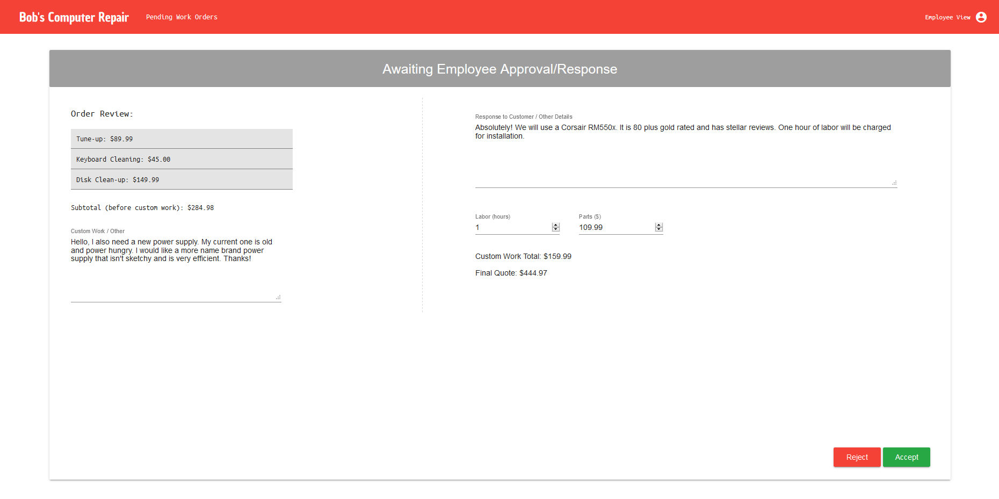 Bob's Computer Repair
Pending Work Orders
Employee View
Awaiting Employee Approval/Response
Order Review:
Tune-up: $89.99
Keyboard Cleaning: $45.00
Disk Clean-up: $149.99
Subtotal (before custom work): $284.98
Custom Work / Other
Hello, I also need a new power supply. My current one is old
and power hungry. I would like a more name brand power
supply that isn't sketchy and is very efficient. Thanks!
Response to Customer / Other Details
Absolutely! We will use a Corsair RM550x. It is 80 plus gold rated and has stellar reviews. One hour of labor will be charged
for installation.
Labor (hours)
1
Parts ($)
109.99
Custom Work Total: $159.99
Final Quote: $444.97
Reject
Accept